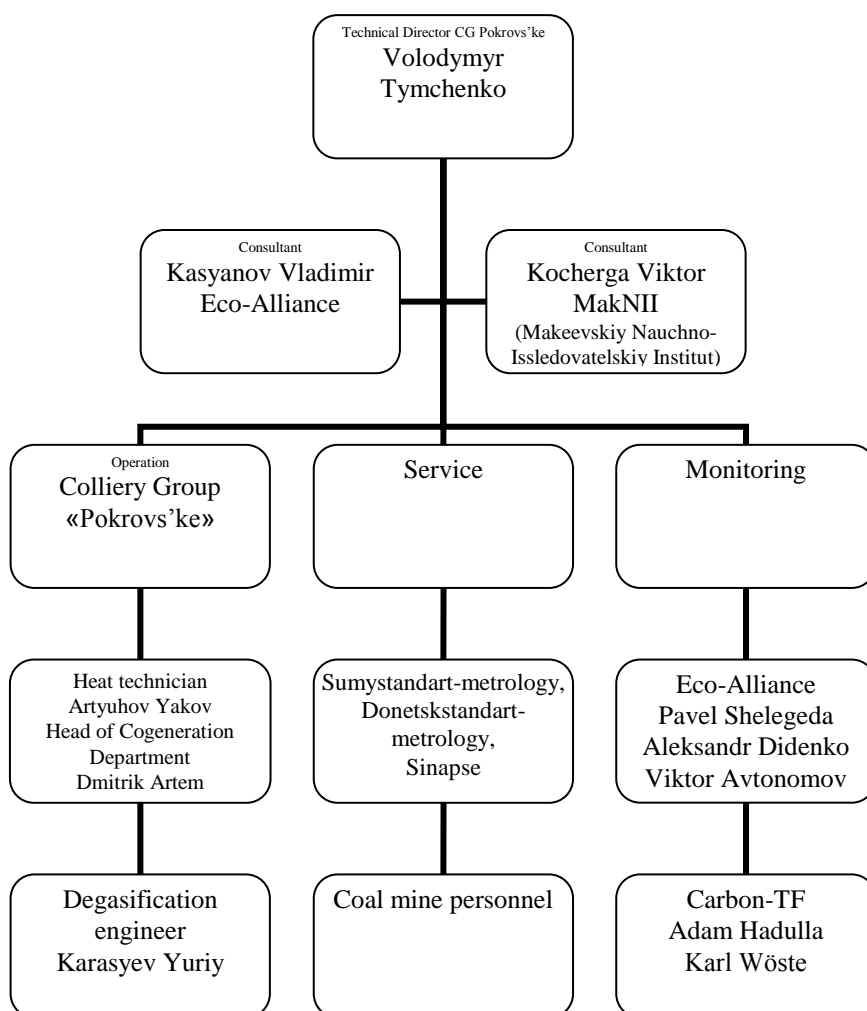 Technical Director CG Pokrovs’ke
Volodymyr
Tymchenko
Consultant
Kasyanov Vladimir
Eco-Alliance
Consultant
Kocherga Viktor
MakNII
(Makeevskiy Nauchno-
Issledovatelskiy Institut)
Operation
Colliery Group
«Pokrovs’ke»
Service
Monitoring
Heat technician
Artyuhov Yakov
Head of Cogeneration
Department
Dmitrik Artem
Sumystandart-metrology,
Donetskstandart-
metrology,
Sinapse
Eco-Alliance
Pavel Shelegeda
Aleksandr Didenko
Viktor Avtonomov
Degasification
engineer
Karasyev Yuriy
Coal mine personnel
Carbon-TF
Adam Hadulla
Karl Wöste